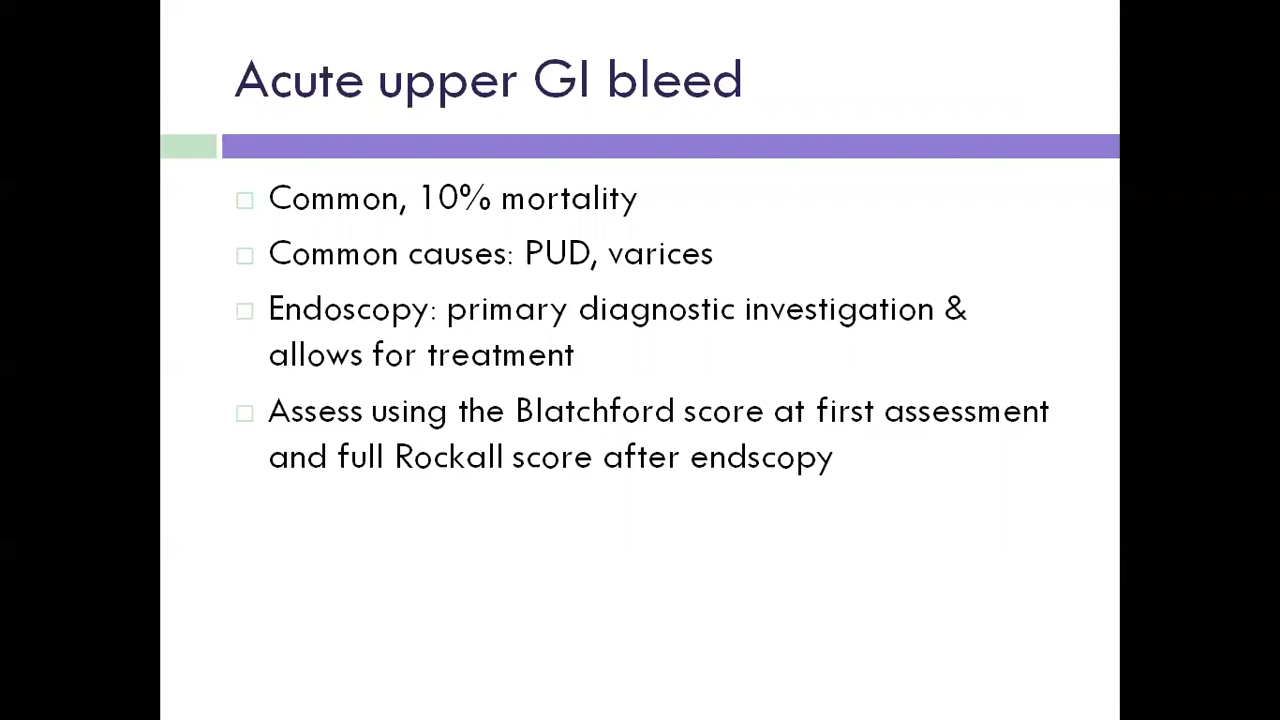 Acute upper GI bleed
Common, 10% mortality
Common causes: PUD, varices
Endoscopy: primary diagnostic investigation &
allows for treatment
Assess using the Blatchford score at first assessment
and full Rockall score after endscopy